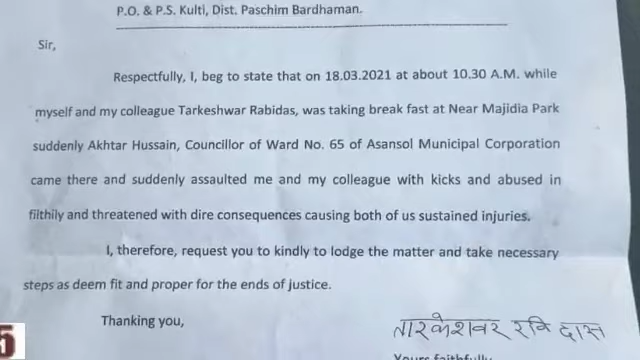 P.O. & P.S. Kulti, Dist. Paschim Bardhaman.
Sir,
Respectfully, I, beg to state that on 18.03.2021 at about 10.30 A.M. while
myself and my colleague Tarkeshwar Rabidas, was taking break fast at Near Majidia Park
suddenly Akhtar Hussain, Councillor of Ward No. 65 of Asansol Municipal Corporation
came there and suddenly assaulted me and my colleague with kicks and abused in
filthily and threatened with dire consequences causing both of us sustained injuries.
I, therefore, request you to kindly to lodge the matter and take necessary
steps as deem fit and proper for the ends of justice.
Thanking you,
तारकेशवर रवि दास
Yours faithfully
5